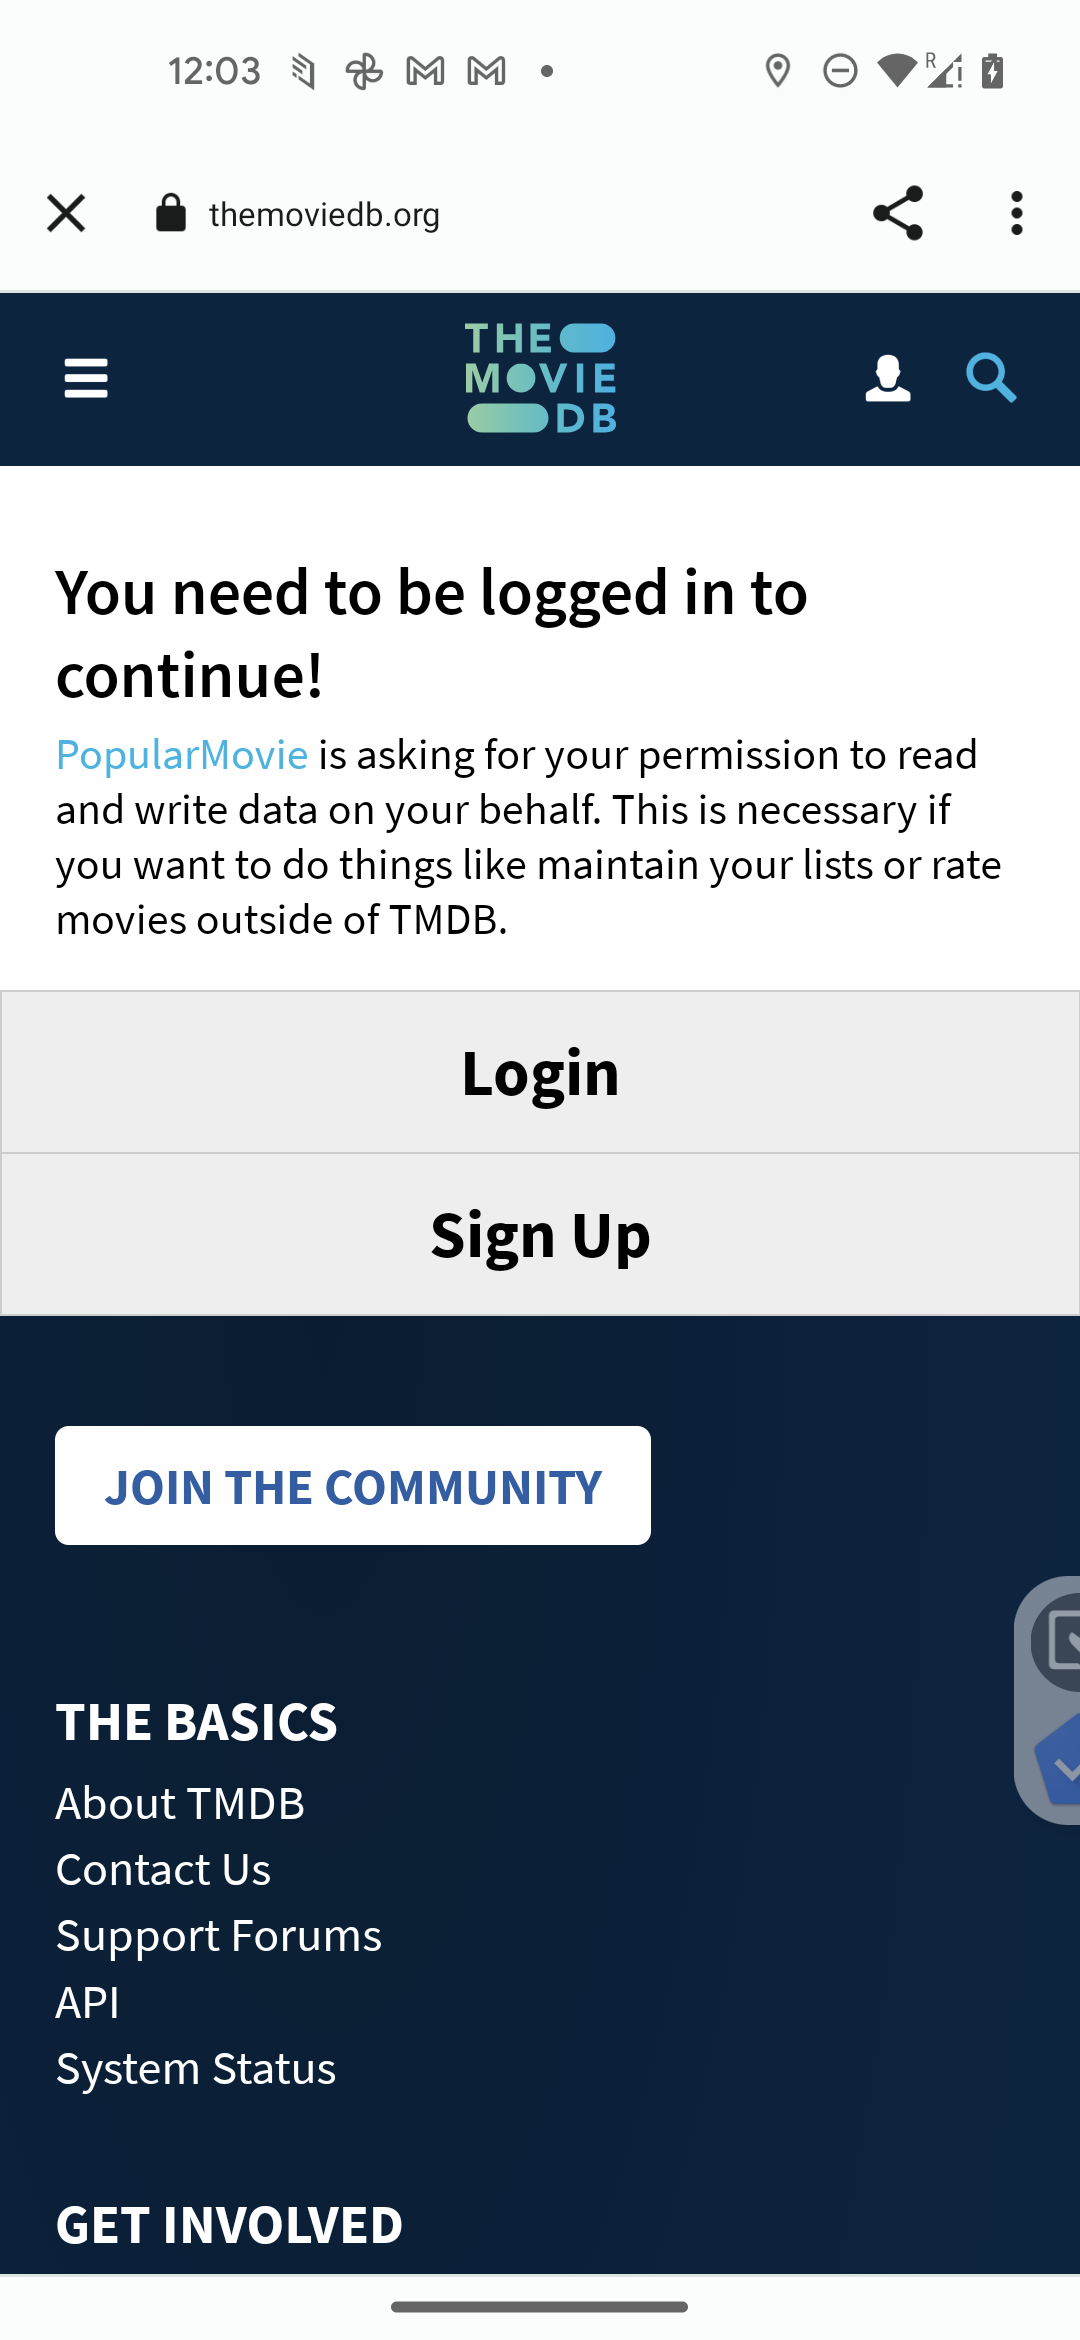 12:03
R
themoviedb.org
THE
MOVIE
DB
You need to be logged in to
continue!
PopularMovie is asking for your permission to read
and write data on your behalf. This is necessary if
you want to do things like maintain your lists or rate
movies outside of TMDB.
Login
Sign Up
JOIN THE COMMUNITY
THE BASICS
About TMDB
Contact Us
Support Forums
API
System Status
GET INVOLVED